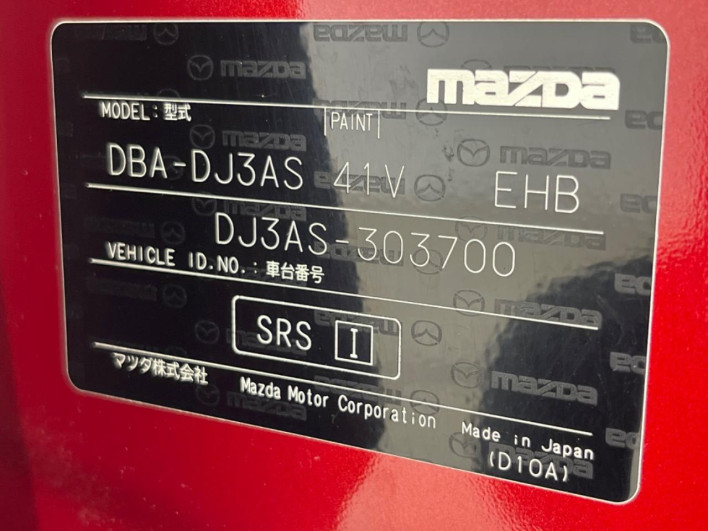 mazda
MODEL:型式 |PAINT|
DBA-DJ3AS 41V EHB
DJ3AS-303700
VEHICLE ID.NO.:車台番号
SRS I
マツダ株式会社 Mazda Motor Corporation Made in Japan
(D10A)